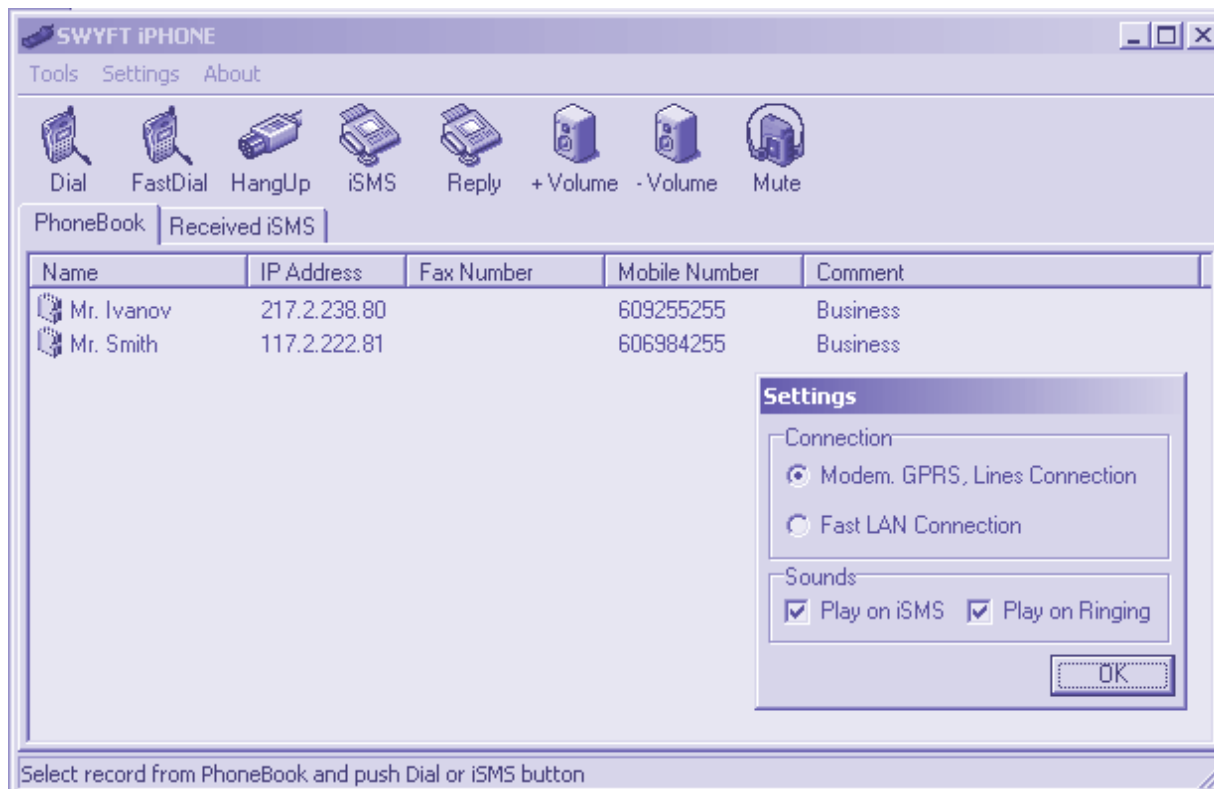 SWYFT iPHONE
Tools Settings About
Dial FastDial HangUp iSMS Reply + Volume - Volume Mute
PhoneBook Received iSMS
Name IP Address Fax Number Mobile Number Comment
Mr. Ivanov 217.2.238.80 609255255 Business
Mr. Smith 117.2.222.81 606984255 Business
Settings
Connection
Modem. GPRS, Lines Connection
Fast LAN Connection
Sounds
Play on iSMS Play on Ringing
OK
Select record from PhoneBook and push Dial or iSMS button